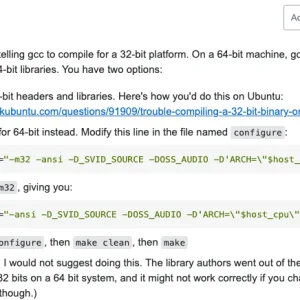 Ac
telling gcc to compile for a 32-bit platform. On a 64-bit machine, gc
-bit libraries. You have two options:
-bit headers and libraries. Here's how you'd do this on Ubuntu:
kubuntu.com/questions/91909/trouble-compiling-a-32-bit-binary-on
for 64-bit instead. Modify this line in the file named configure:
="-m32 -ansi -D_SVID_SOURCE -DOSS_AUDIO -D'ARCH=\"$host_
m32, giving you:
="-ansi -D_SVID_SOURCE -DOSS_AUDIO -D'ARCH=\"$host_cpu\"
onfigure, then make clean, then make
I would not suggest doing this. The library authors went out of the
32 bits on a 64 bit system, and it might not work correctly if you cha
though.)